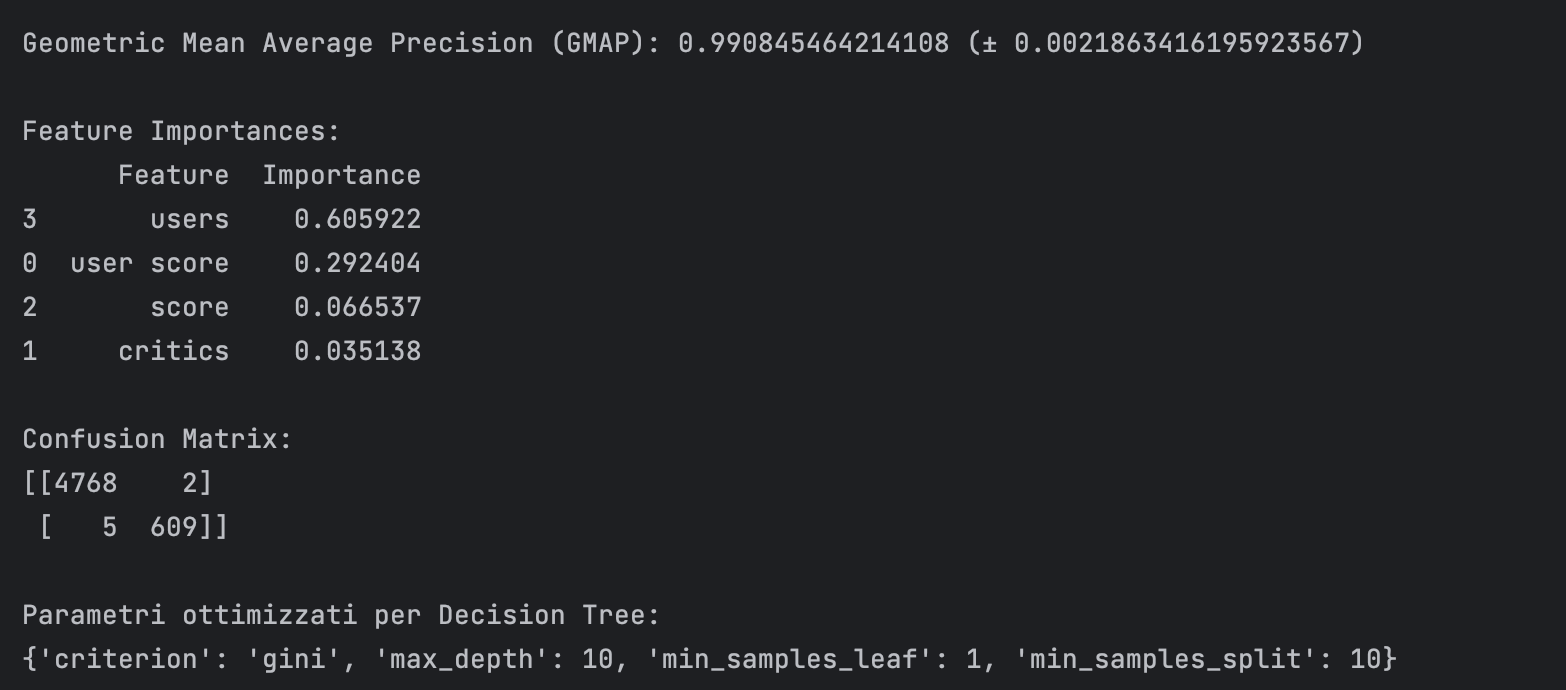 Geometric Mean Average Precision (GMAP): 0.990845464214108 (± 0.0021863416195923567)
Feature Importances:
Feature Importance
3 users 0.605922
0 user score 0.292404
2 score 0.066537
1 critics 0.035138
Confusion Matrix:
[[4768 2]
[ 5 609]]
Parametri ottimizzati per Decision Tree:
{'criterion': 'gini', 'max_depth': 10, 'min_samples_leaf': 1, 'min_samples_split': 10}